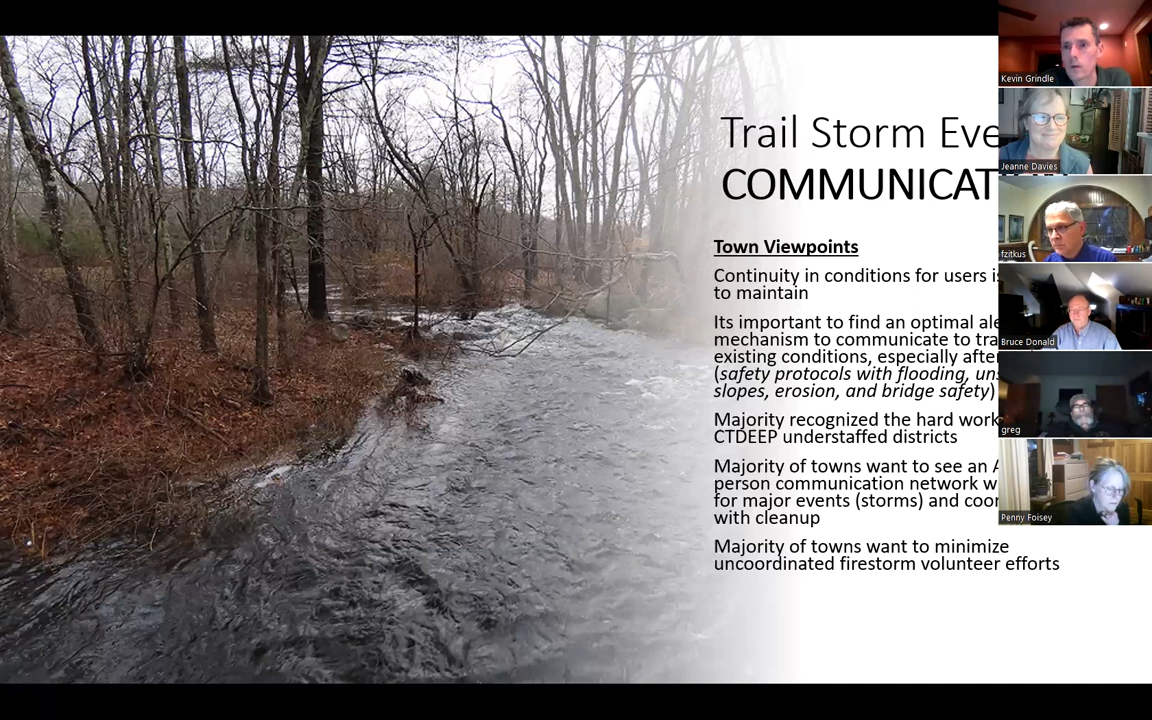 Trail Storm Eve
COMMUNICAT
Town Viewpoints
Continuity in conditions for users is
to maintain
Its important to find an optimal ale
mechanism to communicate to tra
existing conditions, especially after
(safety protocols with flooding, uns
slopes, erosion, and bridge safety)
Majority recognized the hard work
CTDEEP understaffed districts
Majority of towns want to see an A
person communication network w
for major events (storms) and coor
with cleanup
Majority of towns want to minimize
uncoordinated firestorm volunteer efforts
Kevin Grindle
Jeanne Davies
fzitkus
Bruce Donald
greg
Penny Foisey